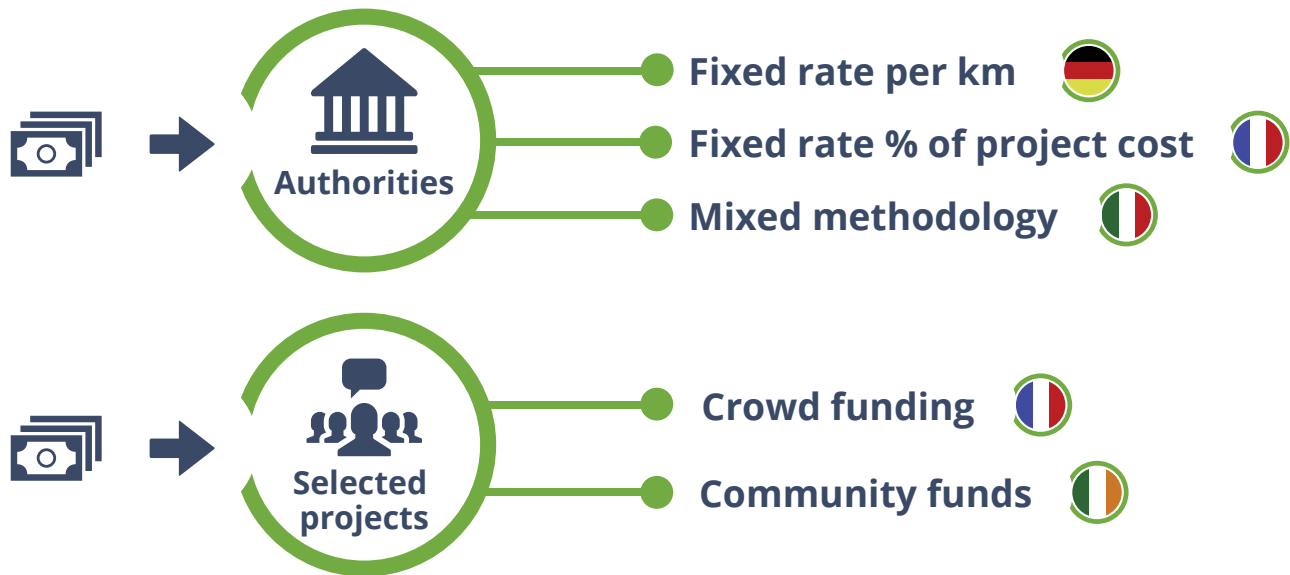 Authorities
Fixed rate per km
Fixed rate % of project cost
Mixed methodology
Selected
projects
Crowd funding
Community funds